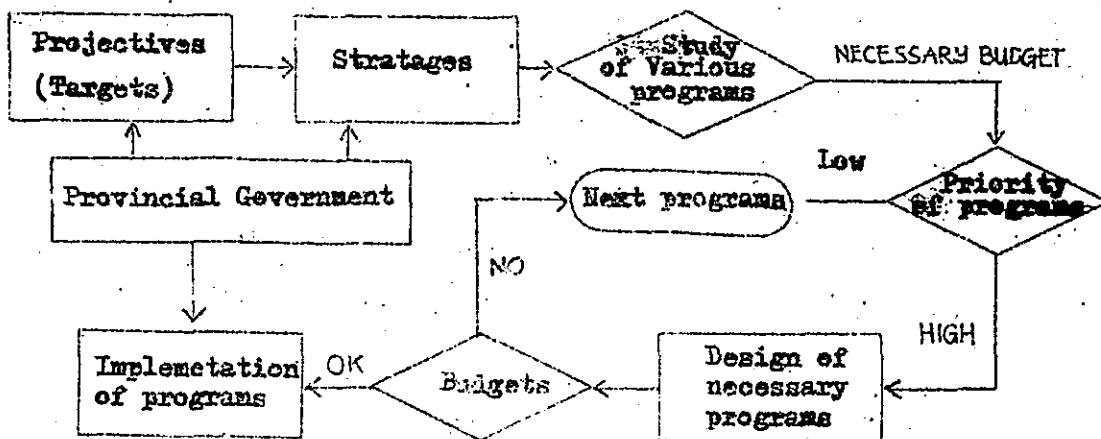 Projectives
(Targets)
Stratages
Study
of Various
programs
NECESSARY BUDGET
Provincial Government
Next programs
Low
Priority
of programs
NO
HIGH
Implemetation
of programs
OK
Budgets
Design of
necessary
programs